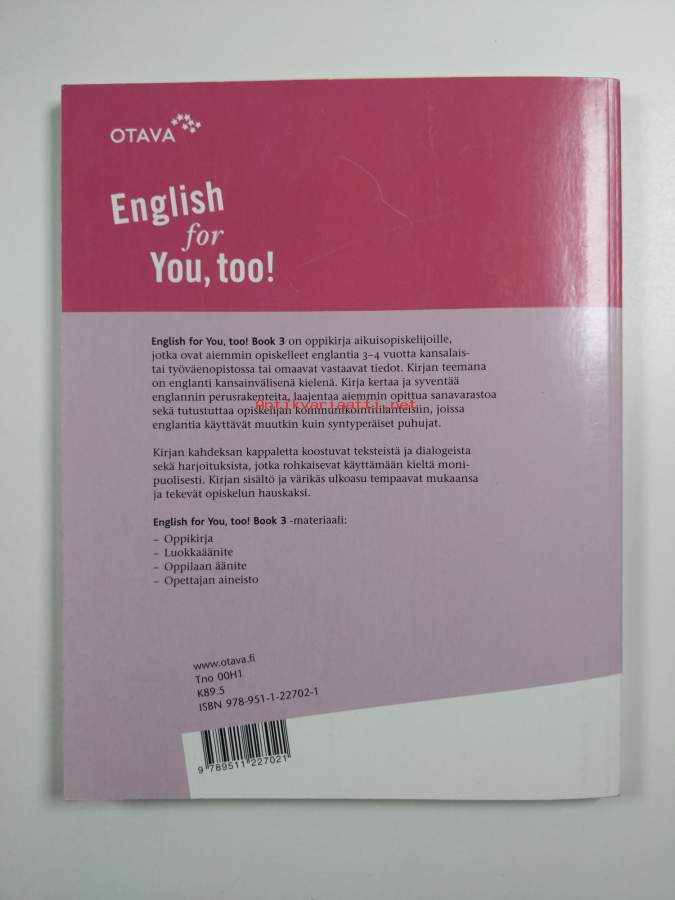 OTAVA
English
for
You, too!
English for You, too! Book 3 on oppikirja aikuisopiskelijoille,
jotka ovat aiemmin opiskelleet englantia 3–4 vuotta kansalais-
tai työväenopistossa tai omaavat vastaavat tiedot. Kirjan teemana
on englanti kansainvälisenä kielenä. Kirja kertaa ja syventää
englannin perusrakenteita, laajentaa aiemmin opittua sanavarastoa
Antikvariaatti.net
sekä tutustuttaa opiskelijan kommunikointitilanteisiin, joissa
englantia käyttävät muutkin kuin syntyperäiset puhujat.
Kirjan kahdeksan kappaletta koostuvat teksteistä ja dialogeista
sekä harjoituksista, jotka rohkaisevat käyttämään kieltä moni-
puolisesti. Kirjan sisältö ja värikäs ulkoasu tempaavat mukaansa
ja tekevät opiskelun hauskaksi.
English for You, too! Book 3 -materiaali:
– Oppikirja
– Luokkaäänite
– Oppilaan äänite
– Opettajan aineisto
www.otava.fi
Tno 00H1
K89.5
ISBN 978-951-1-22702-1
9 789511 227021